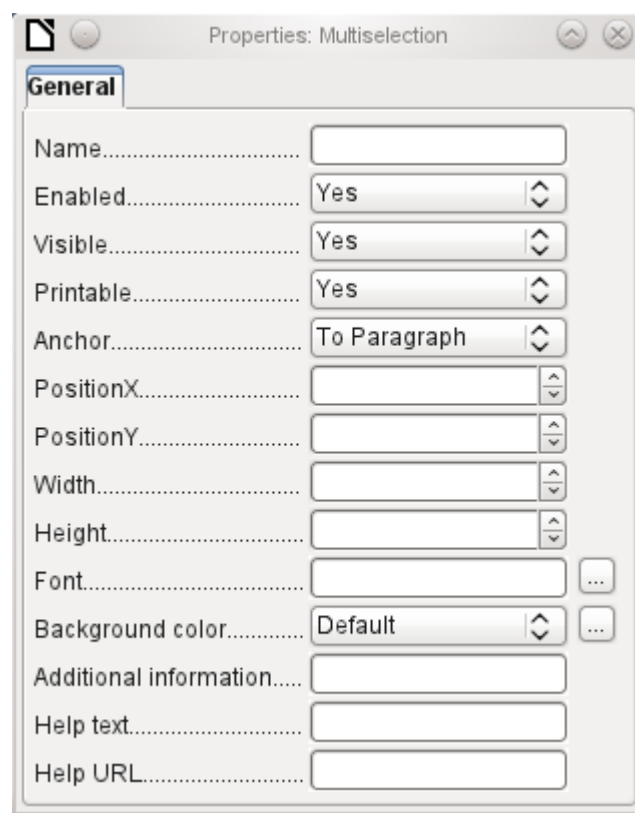 Properties: Multiselection
General
Name...............................
Enabled............................ Yes
Visible............................... Yes
Printable........................... Yes
Anchor............................... To Paragraph
PositionX..........................
PositionY..........................
Width.................................
Height...............................
Font...................................
...
Background color............ Default
...
Additional information.....
Help text...........................
Help URL..........................